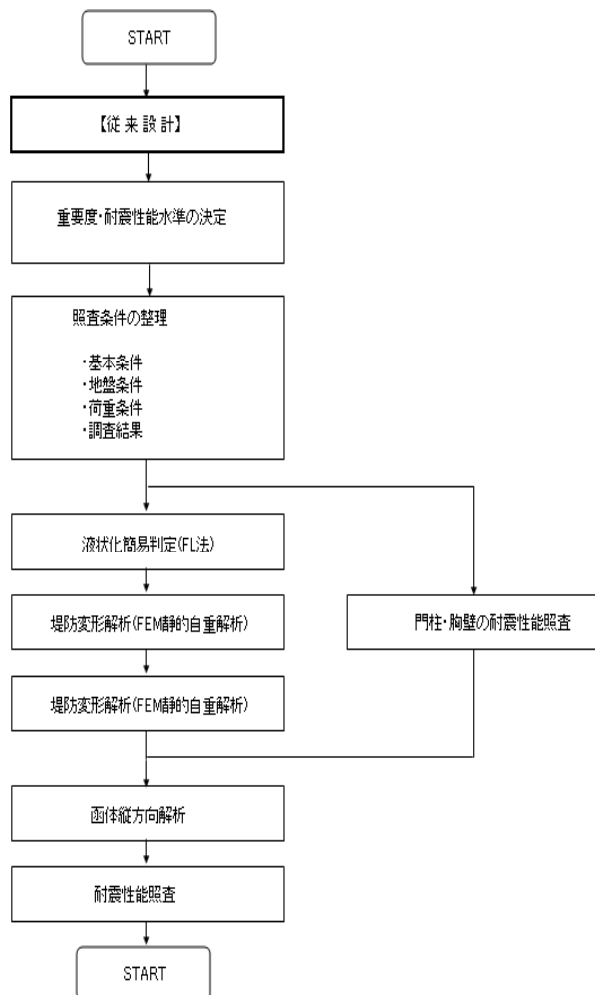 START
【従来設計】
重要度・耐震性能水準の決定
照査条件の整理
・基本条件
・地盤条件
・荷重条件
・調査結果
液状化簡易判定(FL法)
堤防変形解析(FEM静的自重解析)
門柱・胸壁の耐震性能照査
堤防変形解析(FEM静的自重解析)
函体縦方向解析
耐震性能照査
START